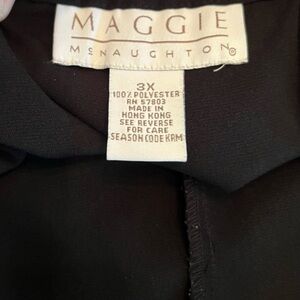 MAGGIE
MCNAUGHTON®
3X
100% POLYESTER
RN 57803
MADE IN
HONG KONG
SEE REVERSE
FOR CARE
SEASON CODE KRM